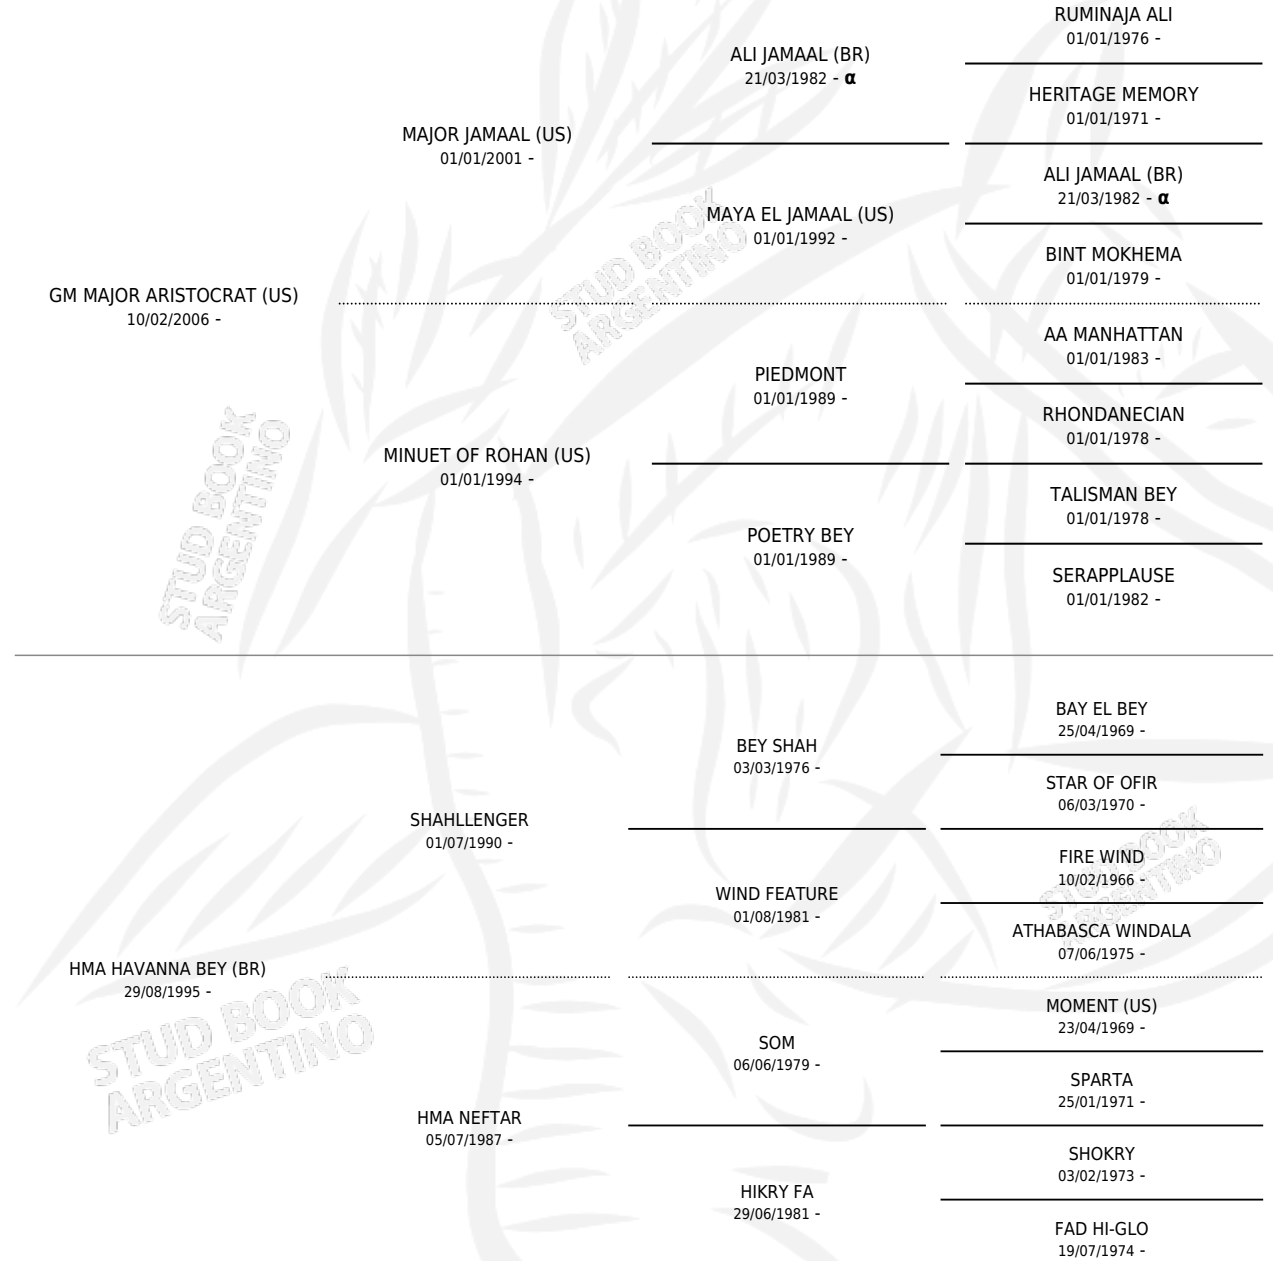 RUMINAJA ALI
01/01/1976 -
ALI JAMAAL (BR)
21/03/1982 - α
HERITAGE MEMORY
01/01/1971 -
MAJOR JAMAAL (US)
01/01/2001 -
ALI JAMAAL (BR)
21/03/1982 - α
MAYA EL JAMAAL (US)
01/01/1992 -
BINT MOKHEMA
01/01/1979 -
GM MAJOR ARISTOCRAT (US)
10/02/2006 -
AA MANHATTAN
01/01/1983 -
PIEDMONT
01/01/1989 -
RHONDANECIAN
01/01/1978 -
MINUET OF ROHAN (US)
01/01/1994 -
TALISMAN BEY
01/01/1978 -
POETRY BEY
01/01/1989 -
SERAPPLAUSE
01/01/1982 -
BAY EL BEY
25/04/1969 -
BEY SHAH
03/03/1976 -
STAR OF OFIR
06/03/1970 -
SHAHLLENGER
01/07/1990 -
FIRE WIND
10/02/1966 -
WIND FEATURE
01/08/1981 -
ATHABASCA WINDALA
07/06/1975 -
HMA HAVANNA BEY (BR)
29/08/1995 -
MOMENT (US)
23/04/1969 -
SOM
06/06/1979 -
SPARTA
25/01/1971 -
HMA NEFTAR
05/07/1987 -
SHOKRY
03/02/1973 -
HIKRY FA
29/06/1981 -
FAD HI-GLO
19/07/1974 -
STUD BOOK
ARGENTINO
STUD BOOK
ARGENTINO
STUD BOOK
ARGENTINO
STUD BOOK
ARGENTINO